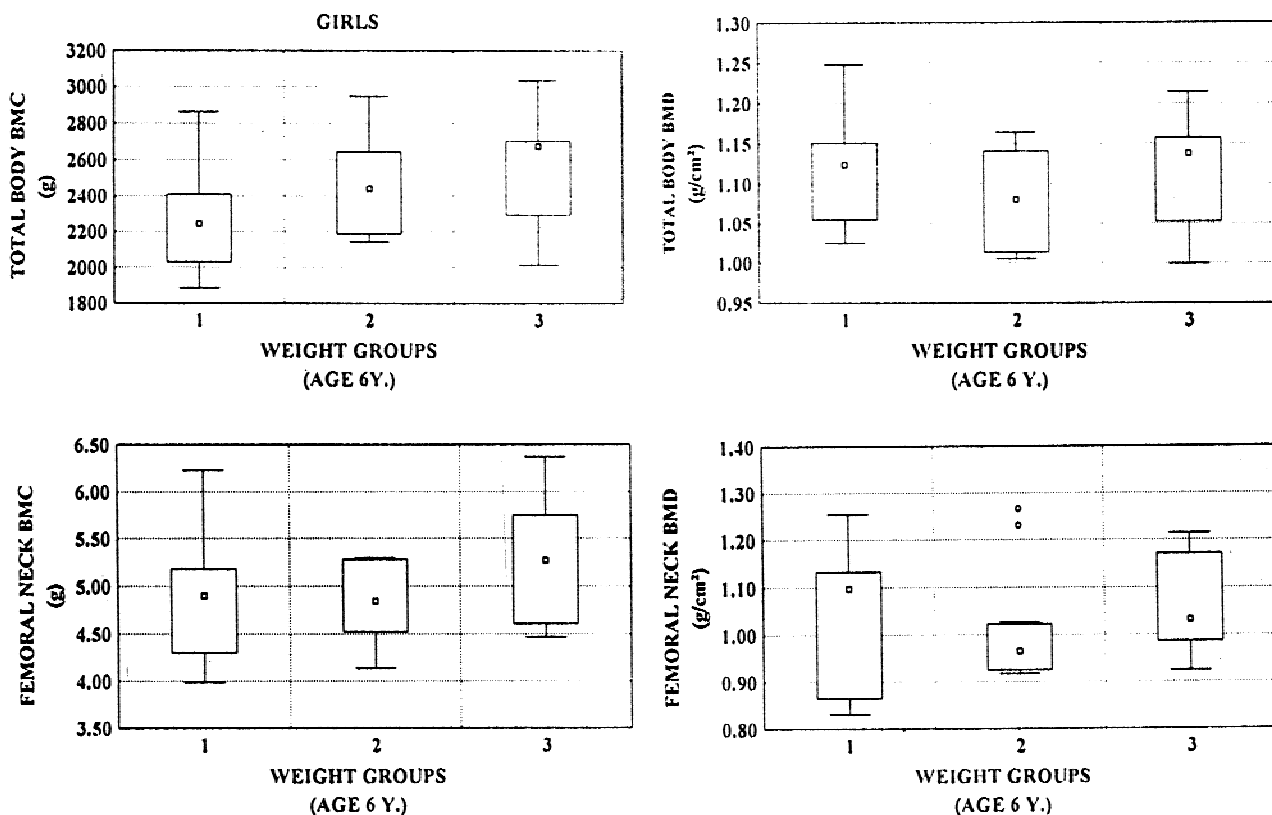 GIRLS
TOTAL BODY BMC
(g)
3200
3000
2800
2600
2400
2200
2000
1800
1 2 3
WEIGHT GROUPS
(AGE 6Y.)
TOTAL BODY BMD
(g/cm²)
1.30
1.25
1.20
1.15
1.10
1.05
1.00
0.95
1 2 3
WEIGHT GROUPS
(AGE 6 Y.)
FEMORAL NECK BMC
(g)
6.50
6.00
5.50
5.00
4.50
4.00
3.50
1 2 3
WEIGHT GROUPS
(AGE 6 Y.)
FEMORAL NECK BMD
(g/cm²)
1.40
1.30
1.20
1.10
1.00
0.90
0.80
1 2 3
WEIGHT GROUPS
(AGE 6 Y.)